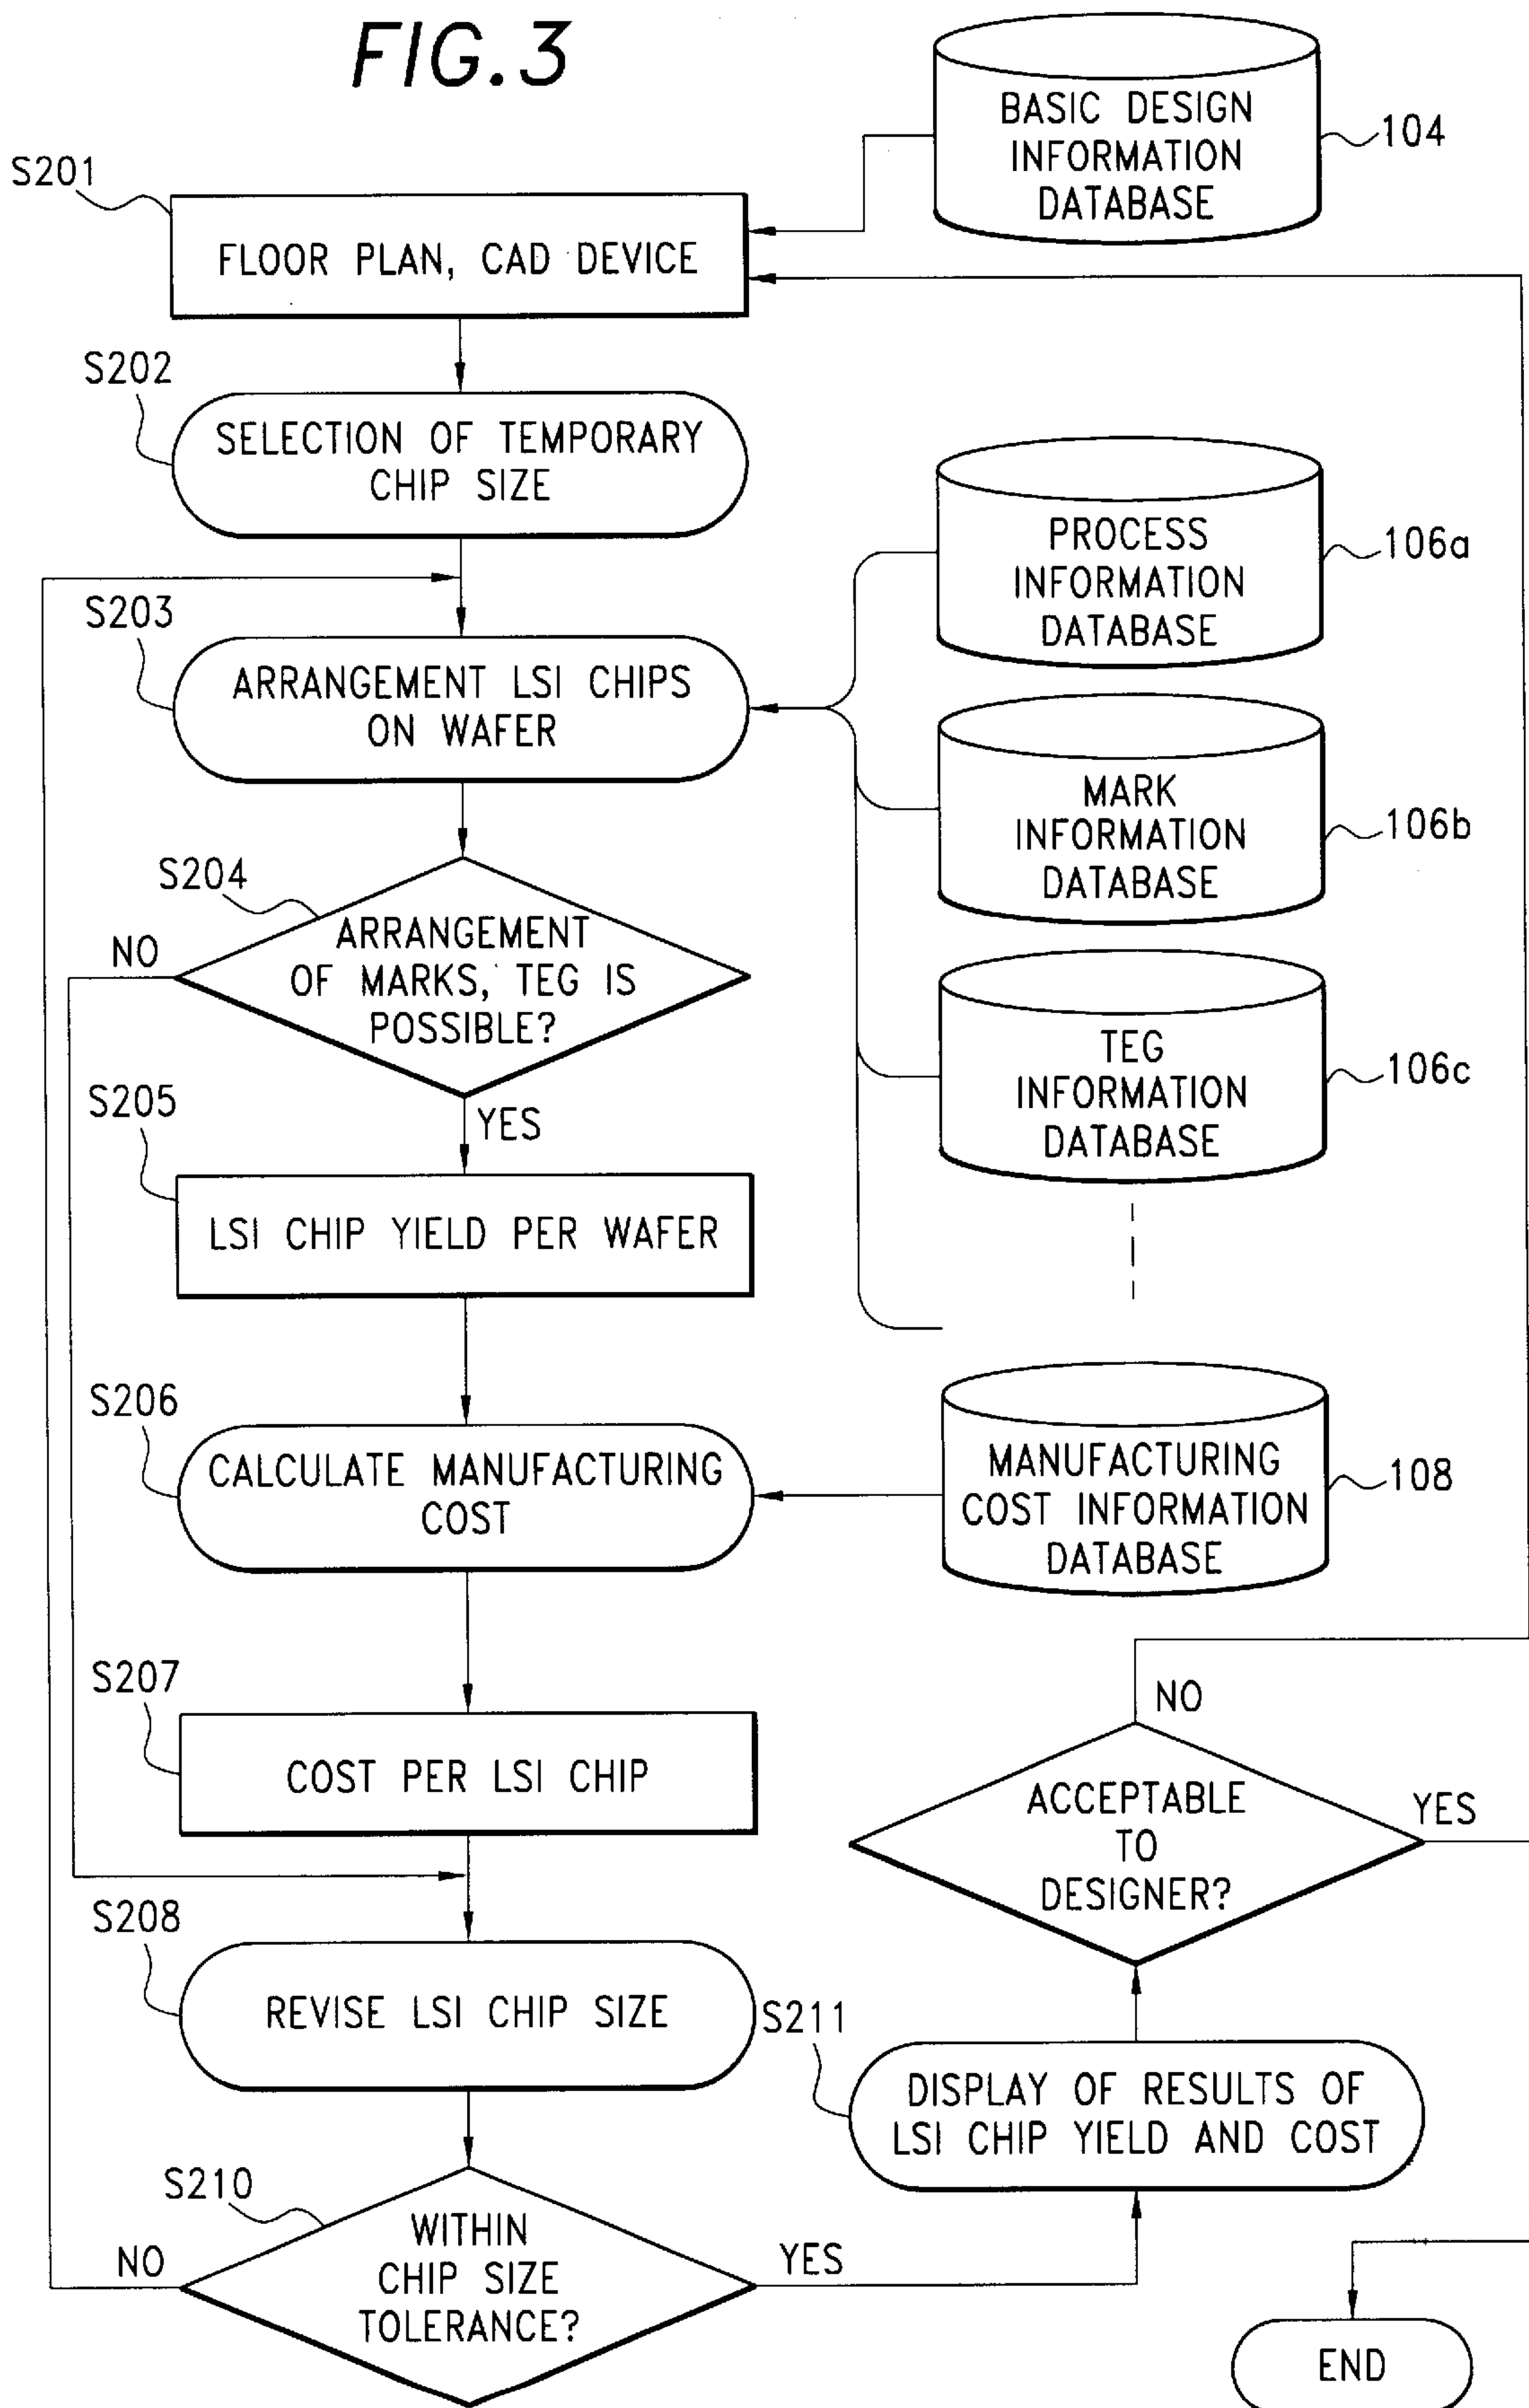 FIG.3
BASIC DESIGN
INFORMATION
DATABASE
104
S201
FLOOR PLAN, CAD DEVICE
S202
SELECTION OF TEMPORARY
CHIP SIZE
PROCESS
INFORMATION
DATABASE
106a
S203
ARRANGEMENT LSI CHIPS
ON WAFER
MARK
INFORMATION
DATABASE
106b
S204
NO
ARRANGEMENT
OF MARKS, TEG IS
POSSIBLE?
TEG
INFORMATION
DATABASE
106c
S205
YES
LSI CHIP YIELD PER WAFER
S206
CALCULATE MANUFACTURING
COST
MANUFACTURING
COST INFORMATION
DATABASE
108
S207
COST PER LSI CHIP
NO
ACCEPTABLE
TO
DESIGNER?
YES
S208
REVISE LSI CHIP SIZE
S211
DISPLAY OF RESULTS OF
LSI CHIP YIELD AND COST
S210
NO
WITHIN
CHIP SIZE
TOLERANCE?
YES
END